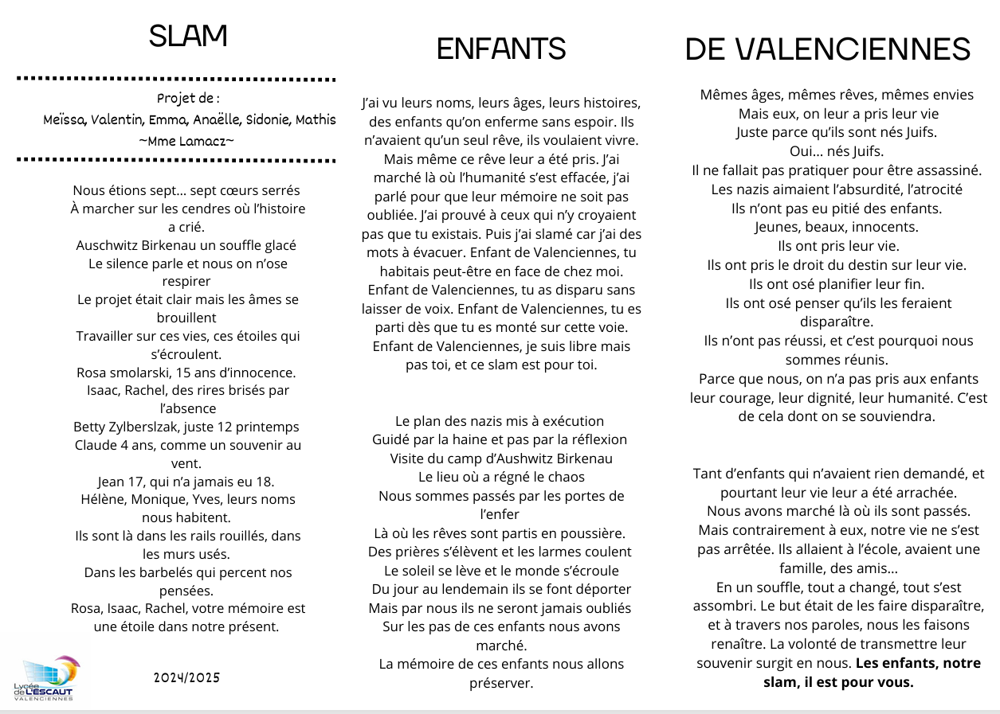 SLAM
Projet de :
Meïssa, Valentin, Emma, Anaëlle, Sidonie, Mathis
~Mme Lamacz~
Nous étions sept... sept cœurs serrés
À marcher sur les cendres où l’histoire
a crié.
Auschwitz Birkenau un souffle glacé
Le silence parle et nous on n’ose
respirer
Le projet était clair mais les âmes se
brouillent
Travailler sur ces vies, ces étoiles qui
s’écroulent.
Rosa smolarski, 15 ans d’innocence.
Isaac, Rachel, des rires brisés par
l’absence
Betty Zylberslzak, juste 12 printemps
Claude 4 ans, comme un souvenir au
vent.
Jean 17, qui n’a jamais eu 18.
Hélène, Monique, Yves, leurs noms
nous habitent.
Ils sont là dans les rails rouillés, dans
les murs usés.
Dans les barbelés qui percent nos
pensées.
Rosa, Isaac, Rachel, votre mémoire est
une étoile dans notre présent.
Lycée
de L'ESCAUT
VALENCIENNES
2024/2025
ENFANTS
J’ai vu leurs noms, leurs âges, leurs histoires,
des enfants qu’on enferme sans espoir. Ils
n’avaient qu’un seul rêve, ils voulaient vivre.
Mais même ce rêve leur a été pris. J’ai
marché là où l’humanité s’est effacée, j’ai
parlé pour que leur mémoire ne soit pas
oubliée. J’ai prouvé à ceux qui n’y croyaient
pas que tu existais. Puis j’ai slamé car j’ai des
mots à évacuer. Enfant de Valenciennes, tu
habitais peut-être en face de chez moi.
Enfant de Valenciennes, tu as disparu sans
laisser de voix. Enfant de Valenciennes, tu es
parti dès que tu es monté sur cette voie.
Enfant de Valenciennes, je suis libre mais
pas toi, et ce slam est pour toi.
Le plan des nazis mis à exécution
Guidé par la haine et pas par la réflexion
Visite du camp d’Aushwitz Birkenau
Le lieu où a régné le chaos
Nous sommes passés par les portes de
l’enfer
Là où les rêves sont partis en poussière.
Des prières s’élèvent et les larmes coulent
Le soleil se lève et le monde s’écroule
Du jour au lendemain ils se font déporter
Mais par nous ils ne seront jamais oubliés
Sur les pas de ces enfants nous avons
marché.
La mémoire de ces enfants nous allons
préserver.
DE VALENCIENNES
Mêmes âges, mêmes rêves, mêmes envies
Mais eux, on leur a pris leur vie
Juste parce qu’ils sont nés Juifs.
Oui... nés Juifs.
Il ne fallait pas pratiquer pour être assassiné.
Les nazis aimaient l’absurdité, l’atrocité
Ils n’ont pas eu pitié des enfants.
Jeunes, beaux, innocents.
Ils ont pris leur vie.
Ils ont pris le droit du destin sur leur vie.
Ils ont osé planifier leur fin.
Ils ont osé penser qu’ils les feraient
disparaître.
Ils n’ont pas réussi, et c’est pourquoi nous
sommes réunis.
Parce que nous, on n’a pas pris aux enfants
leur courage, leur dignité, leur humanité. C’est
de cela dont on se souviendra.
Tant d’enfants qui n’avaient rien demandé, et
pourtant leur vie leur a été arrachée.
Nous avons marché là où ils sont passés.
Mais contrairement à eux, notre vie ne s’est
pas arrêtée. Ils allaient à l’école, avaient une
famille, des amis...
En un souffle, tout a changé, tout s’est
assombri. Le but était de les faire disparaître,
et à travers nos paroles, nous les faisons
renaître. La volonté de transmettre leur
souvenir surgit en nous. Les enfants, notre
slam, il est pour vous.